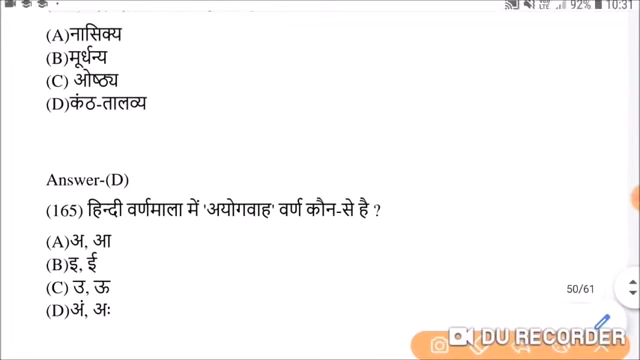 92% 10:31
(A)नासिक्य
(B)मूर्धन्य
(C) ओष्ठ्य
(D)कंठ-तालव्य
Answer-(D)
(165) हिन्दी वर्णमाला में 'अयोगवाह' वर्ण कौन-से है ?
(A)अ, आ
(B)इ, ई
(C) उ, ऊ
(D)अं, अः
50/61
DU RECORDER